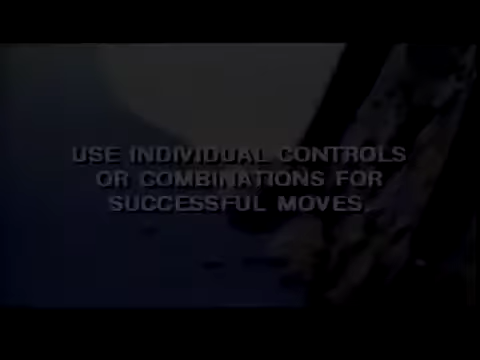 USE INDIVIDUAL CONTROLS
OR COMBINATIONS FOR
SUCCESSFUL MOVES.